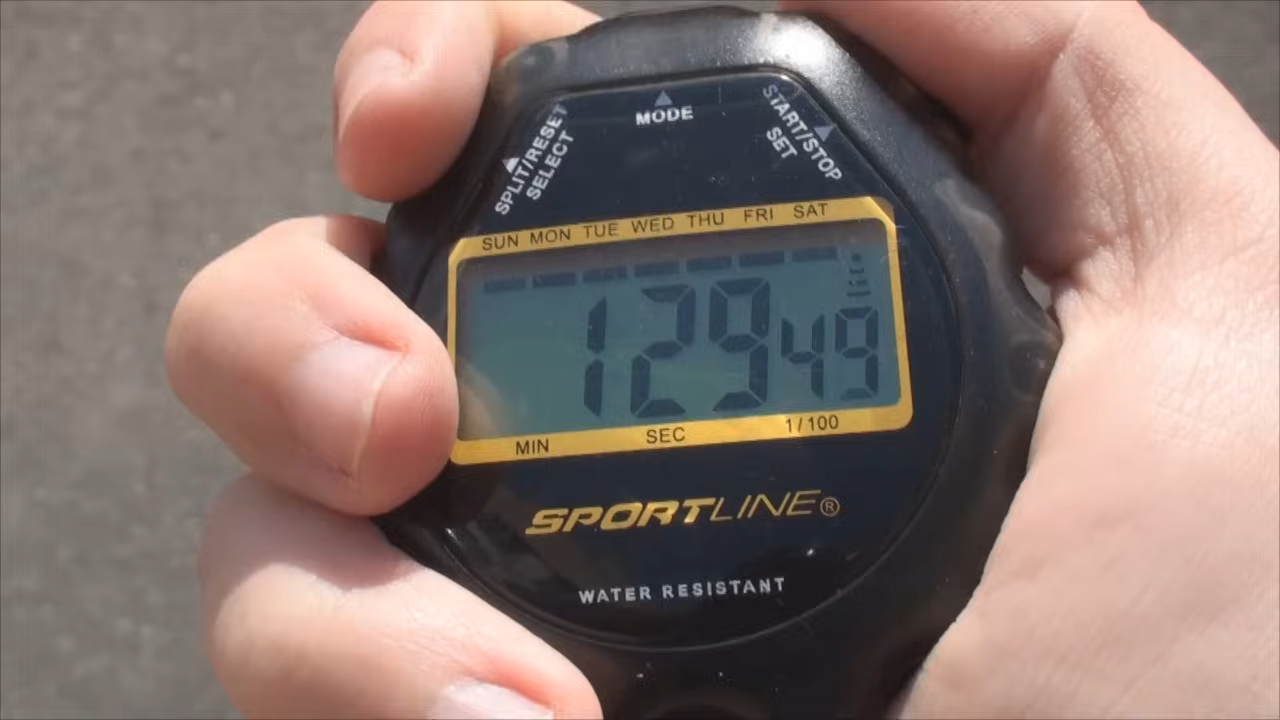 MODE
SPLIT/RESET
SELECT
START/STOP
SET
SUN MON TUE WED THU FRI SAT
1 29 49
MIN SEC 1/100
SPORTLINE®
WATER RESISTANT